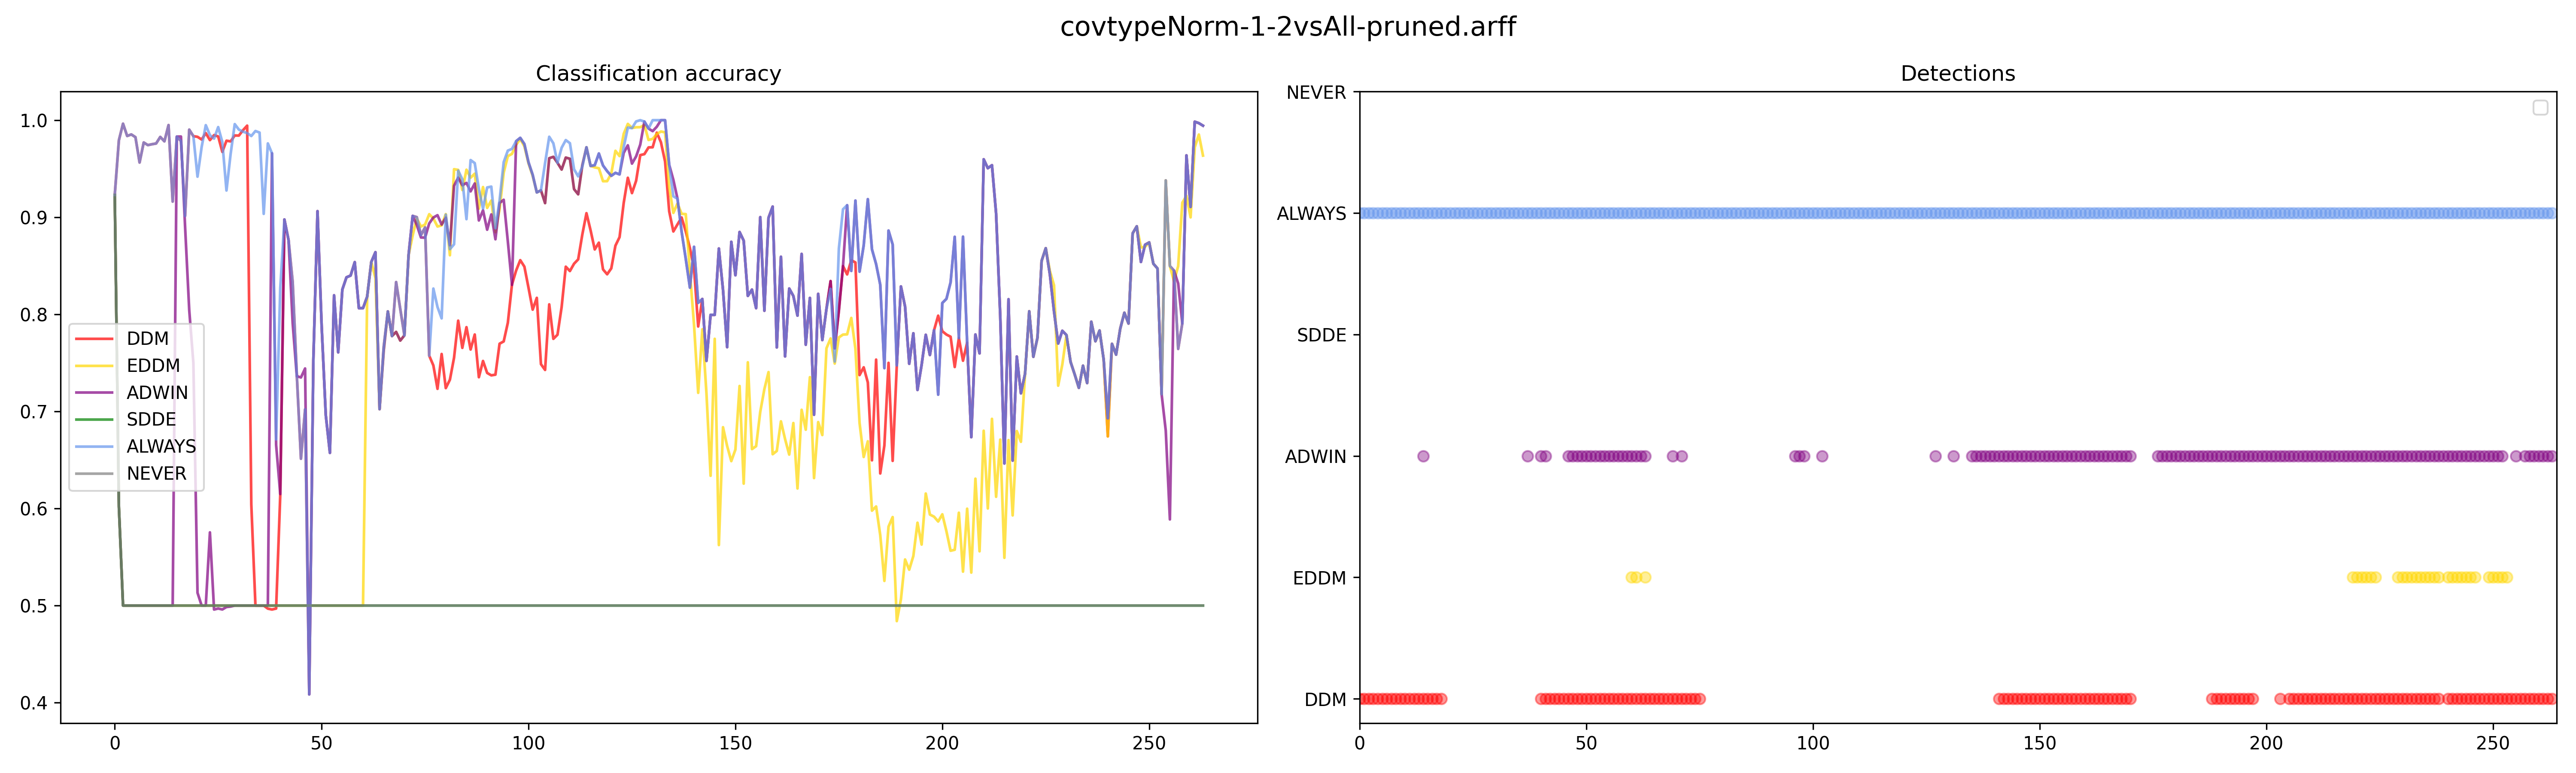 covtypeNorm-1-2vsAll-pruned.arff
Classification accuracy
1.0
0.9
0.8
0.7
0.6
0.5
0.4
DDM
EDDM
ADWIN
SDDE
ALWAYS
NEVER
0
50
100
150
200
250
Detections
NEVER
ALWAYS
SDDE
ADWIN
EDDM
DDM
0
50
100
150
200
250